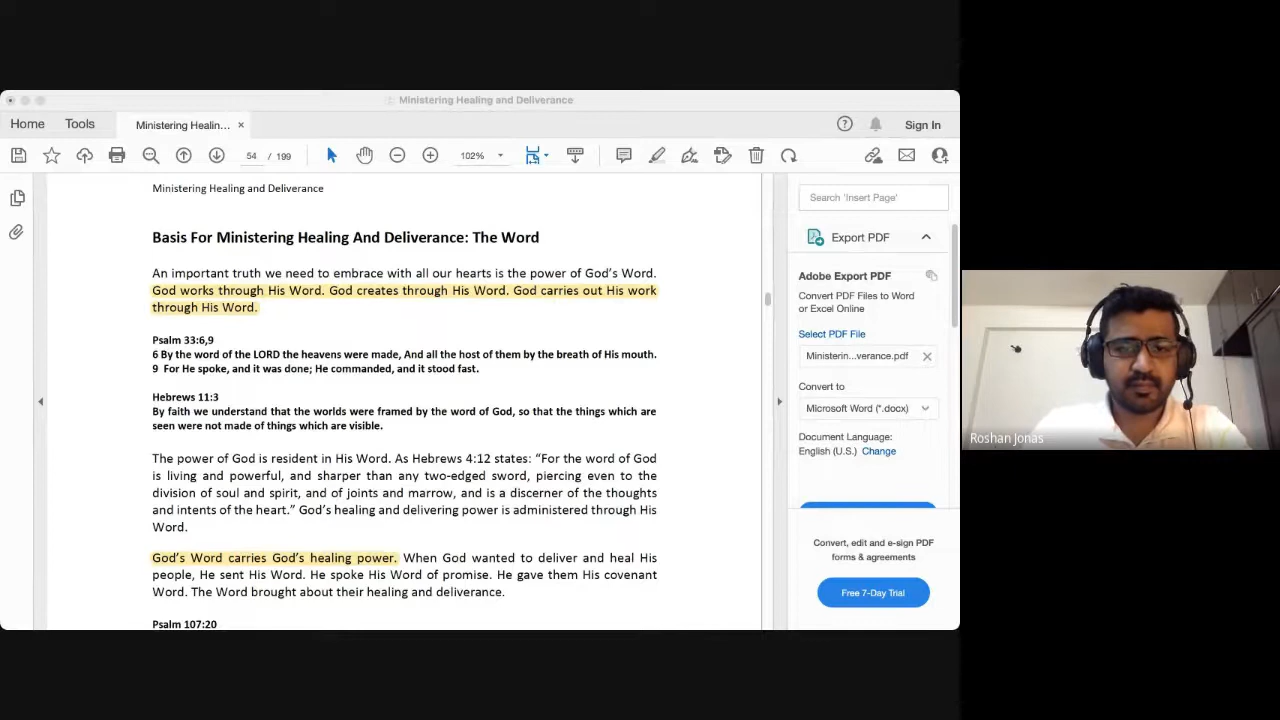 Ministering Healing and Deliverance
Home
Tools
Ministering Healin...
Sign In
54 / 199
102%
Ministering Healing and Deliverance
Search 'Insert Page'
Basis For Ministering Healing And Deliverance: The Word
Export PDF
An important truth we need to embrace with all our hearts is the power of God's Word.
God works through His Word. God creates through His Word. God carries out His work
through His Word.
Adobe Export PDF
Convert PDF Files to Word
or Excel Online
Select PDF File
Psalm 33:6,9
6 By the word of the LORD the heavens were made, And all the host of them by the breath of His mouth.
9 For He spoke, and it was done; He commanded, and it stood fast.
Ministerin...verance.pdf
Convert to
Hebrews 11:3
By faith we understand that the worlds were framed by the word of God, so that the things which are
seen were not made of things which are visible.
Microsoft Word (*.docx)
Document Language:
English (U.S.) Change
The power of God is resident in His Word. As Hebrews 4:12 states: “For the word of God
is living and powerful, and sharper than any two-edged sword, piercing even to the
division of soul and spirit, and of joints and marrow, and is a discerner of the thoughts
and intents of the heart.” God's healing and delivering power is administered through His
Word.
God's Word carries God's healing power. When God wanted to deliver and heal His
people, He sent His Word. He spoke His Word of promise. He gave them His covenant
Word. The Word brought about their healing and deliverance.
Psalm 107:20
Convert, edit and e-sign PDF
forms & agreements
Free 7-Day Trial
Roshan Jonas